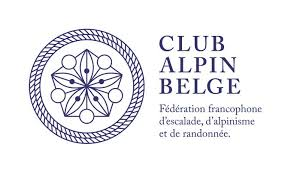 CLUB
ALPIN
BELGE
Fédération francophone
d'escalade, d'alpinisme
et de randonnée.